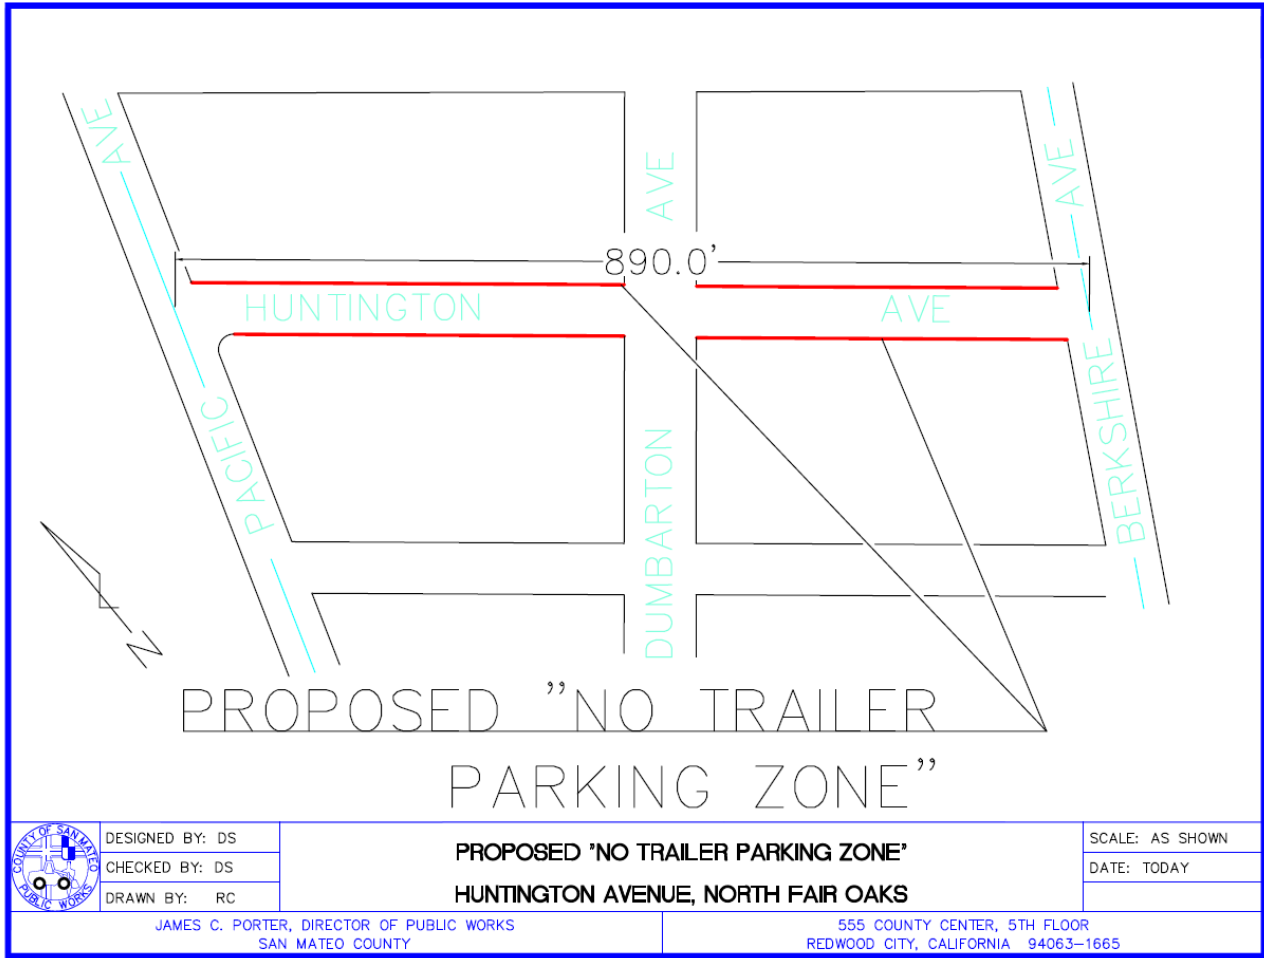 AVE
AVE
AVE
890.0'
HUNTINGTON
AVE
PACIFIC
DUMBARTON
BERKSHIRE
N
PROPOSED "NO TRAILER
PARKING ZONE"
COUNTY OF SAN MATEO
PUBLIC WORKS
DESIGNED BY: DS
CHECKED BY: DS
DRAWN BY: RC
PROPOSED "NO TRAILER PARKING ZONE"
HUNTINGTON AVENUE, NORTH FAIR OAKS
SCALE: AS SHOWN
DATE: TODAY
JAMES C. PORTER, DIRECTOR OF PUBLIC WORKS
SAN MATEO COUNTY
555 COUNTY CENTER, 5TH FLOOR
REDWOOD CITY, CALIFORNIA 94063-1665